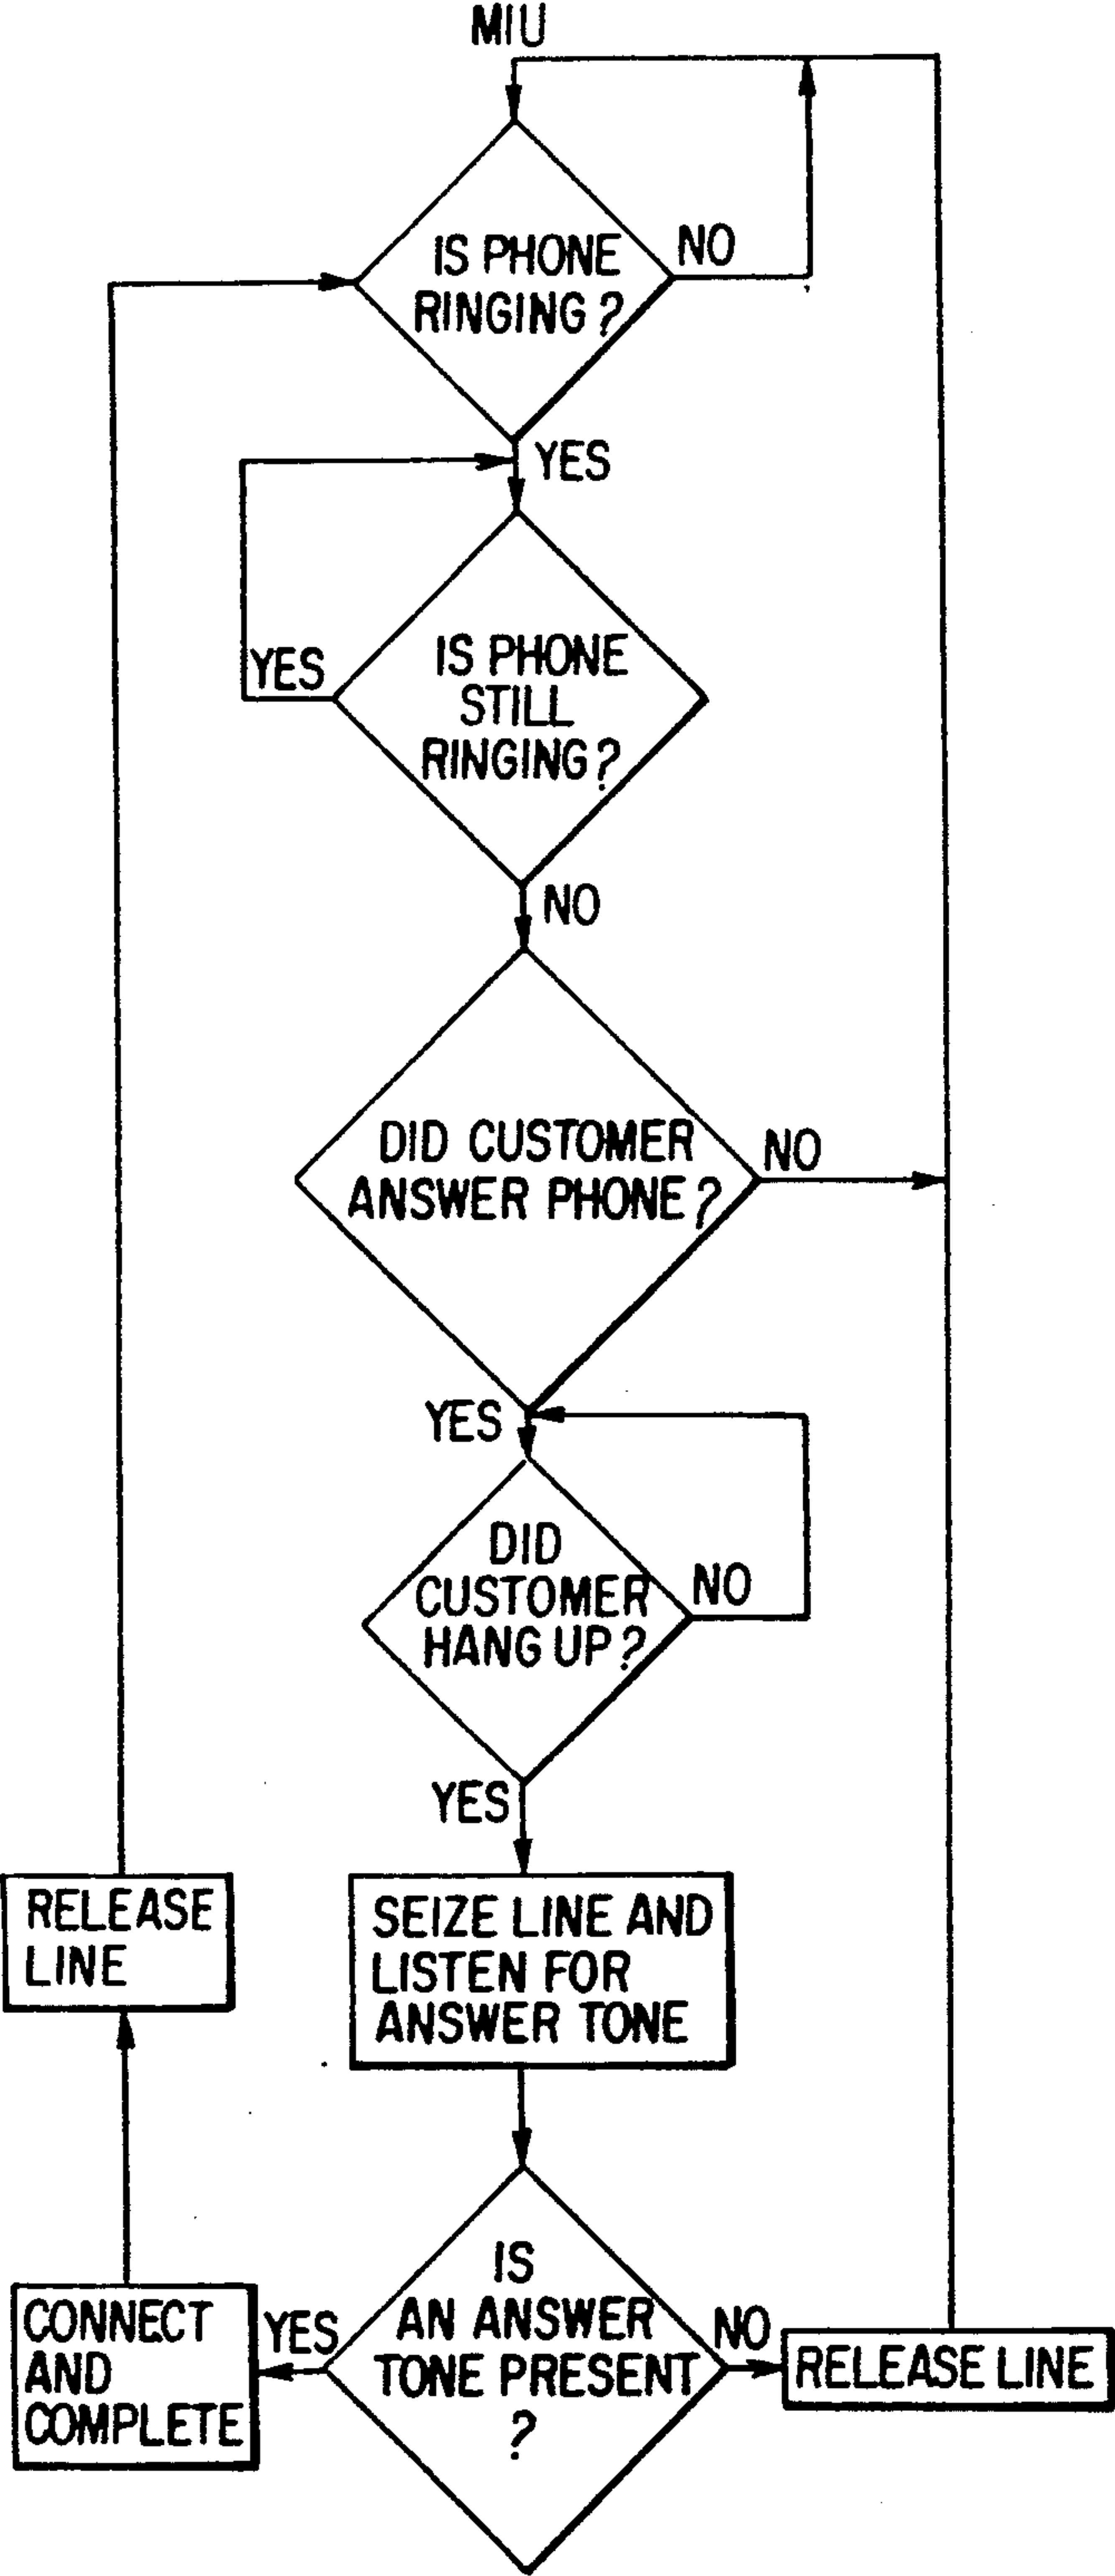 MIU
IS PHONE
RINGING?
NO
YES
IS PHONE
STILL
RINGING?
YES
NO
DID CUSTOMER
ANSWER PHONE?
NO
YES
DID
CUSTOMER
HANG UP?
NO
YES
RELEASE
LINE
SEIZE LINE AND
LISTEN FOR
ANSWER TONE
IS
AN ANSWER
TONE PRESENT
?
YES
NO
CONNECT
AND
COMPLETE
RELEASE LINE